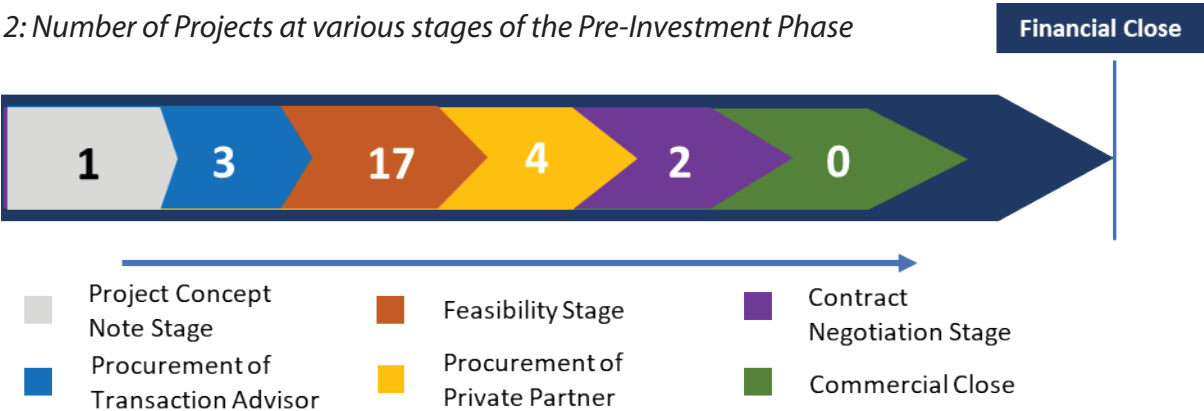 2: Number of Projects at various stages of the Pre-Investment Phase
Financial Close
1 3 17 4 2 0
Project Concept
Note Stage
Feasibility Stage
Contract
Negotiation Stage
Procurement of
Transaction Advisor
Procurement of
Private Partner
Commercial Close